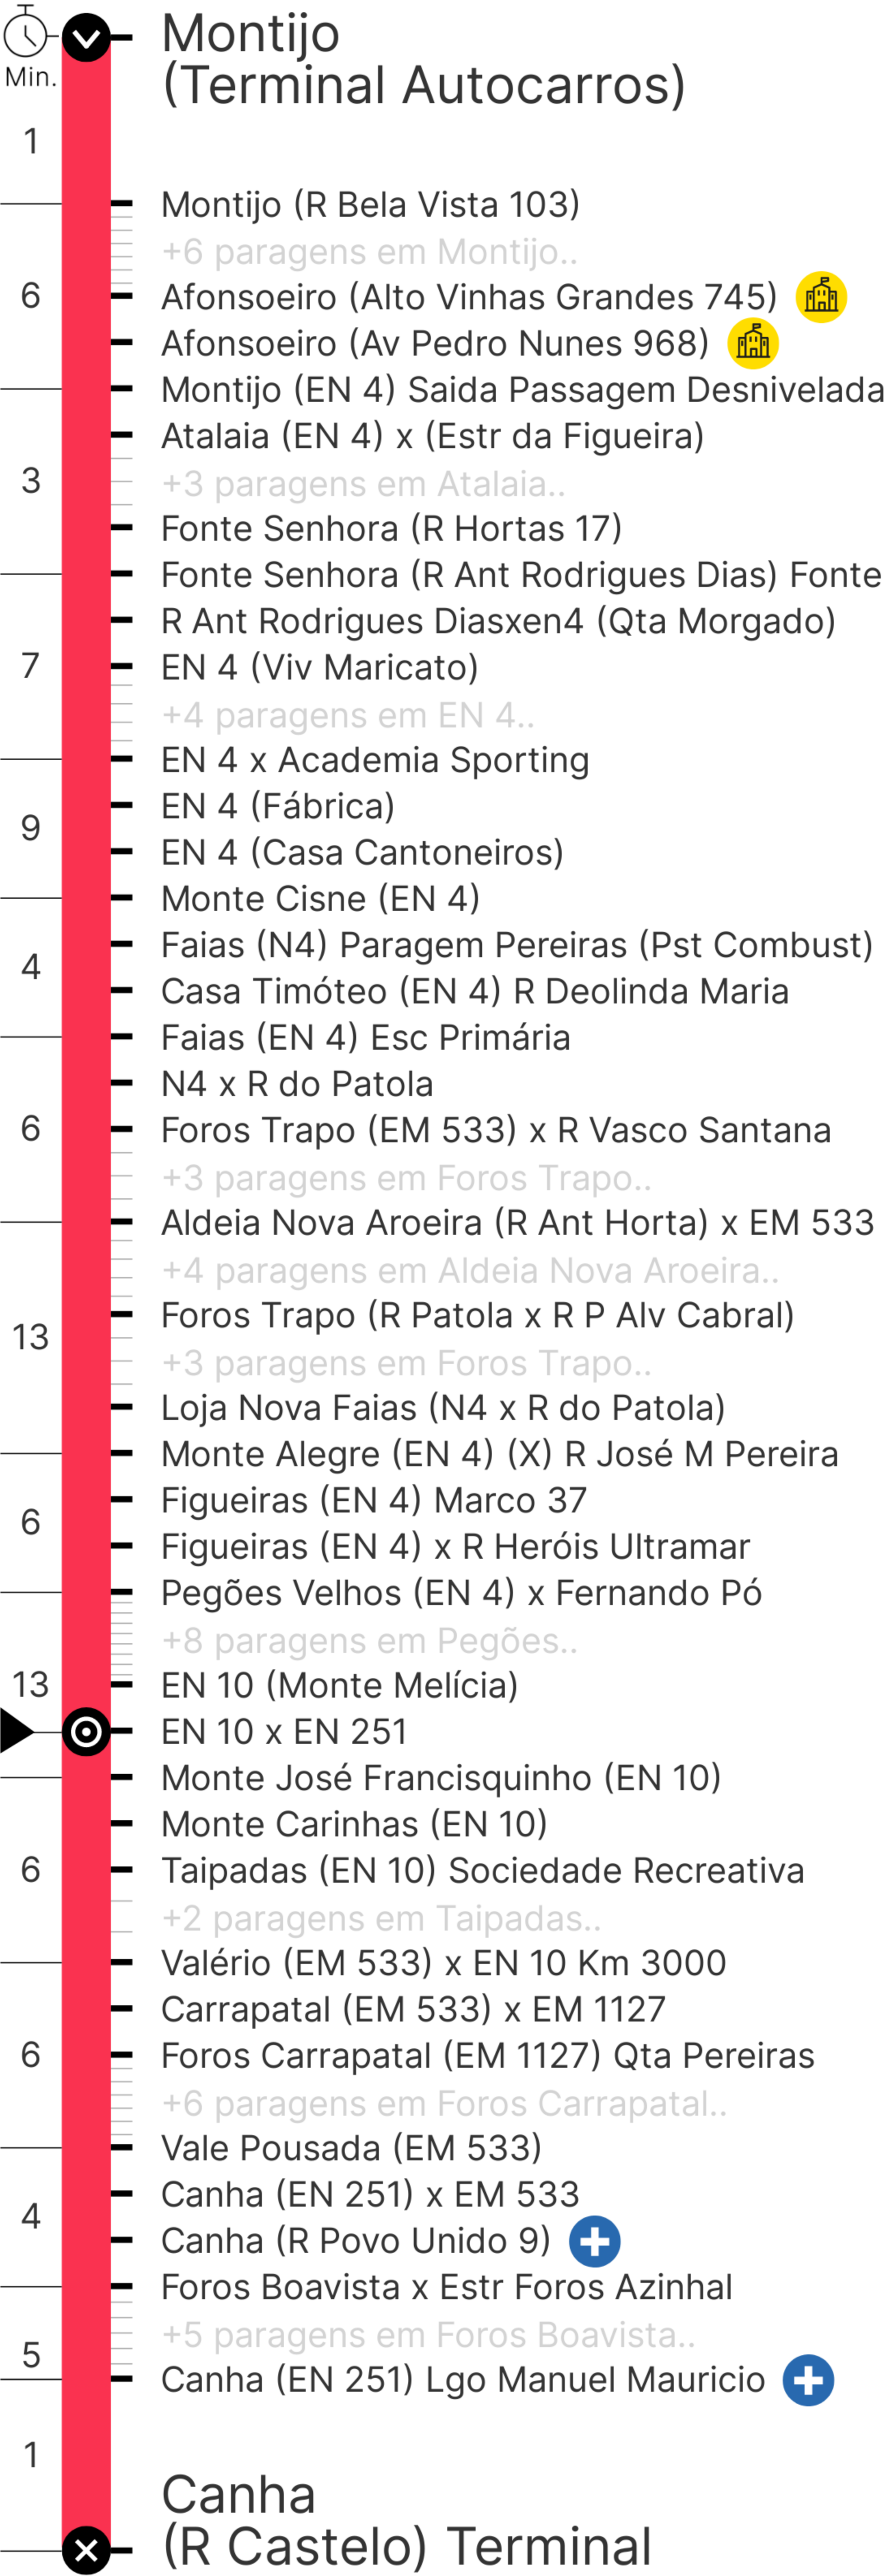 Montijo
(Terminal Autocarros)
Min.
1
Montijo (R Bela Vista 103)
+6 paragens em Montijo..
6
Afonsoeiro (Alto Vinhas Grandes 745)
Afonsoeiro (Av Pedro Nunes 968)
Montijo (EN 4) Saida Passagem Desnivelada
Atalaia (EN 4) x (Estr da Figueira)
3
+3 paragens em Atalaia..
Fonte Senhora (R Hortas 17)
Fonte Senhora (R Ant Rodrigues Dias) Fonte
R Ant Rodrigues Diasxen4 (Qta Morgado)
7
EN 4 (Viv Maricato)
+4 paragens em EN 4..
EN 4 x Academia Sporting
EN 4 (Fábrica)
9
EN 4 (Casa Cantoneiros)
Monte Cisne (EN 4)
Faias (N4) Paragem Pereiras (Pst Combust)
4
Casa Timóteo (EN 4) R Deolinda Maria
Faias (EN 4) Esc Primária
N4 x R do Patola
6
Foros Trapo (EM 533) x R Vasco Santana
+3 paragens em Foros Trapo..
Aldeia Nova Aroeira (R Ant Horta) x EM 533
+4 paragens em Aldeia Nova Aroeira..
Foros Trapo (R Patola x R P Alv Cabral)
13
+3 paragens em Foros Trapo..
Loja Nova Faias (N4 x R do Patola)
Monte Alegre (EN 4) (X) R José M Pereira
Figueiras (EN 4) Marco 37
6
Figueiras (EN 4) x R Heróis Ultramar
Pegões Velhos (EN 4) x Fernando Pó
+8 paragens em Pegões..
13
EN 10 (Monte Melícia)
EN 10 x EN 251
Monte José Francisquinho (EN 10)
Monte Carinhas (EN 10)
6
Taipadas (EN 10) Sociedade Recreativa
+2 paragens em Taipadas..
Valério (EM 533) x EN 10 Km 3000
Carrapatal (EM 533) x EM 1127
6
Foros Carrapatal (EM 1127) Qta Pereiras
+6 paragens em Foros Carrapatal..
Vale Pousada (EM 533)
Canha (EN 251) x EM 533
4
Canha (R Povo Unido 9)
Foros Boavista x Estr Foros Azinhal
+5 paragens em Foros Boavista..
5
Canha (EN 251) Lgo Manuel Mauricio
1
Canha
(R Castelo) Terminal